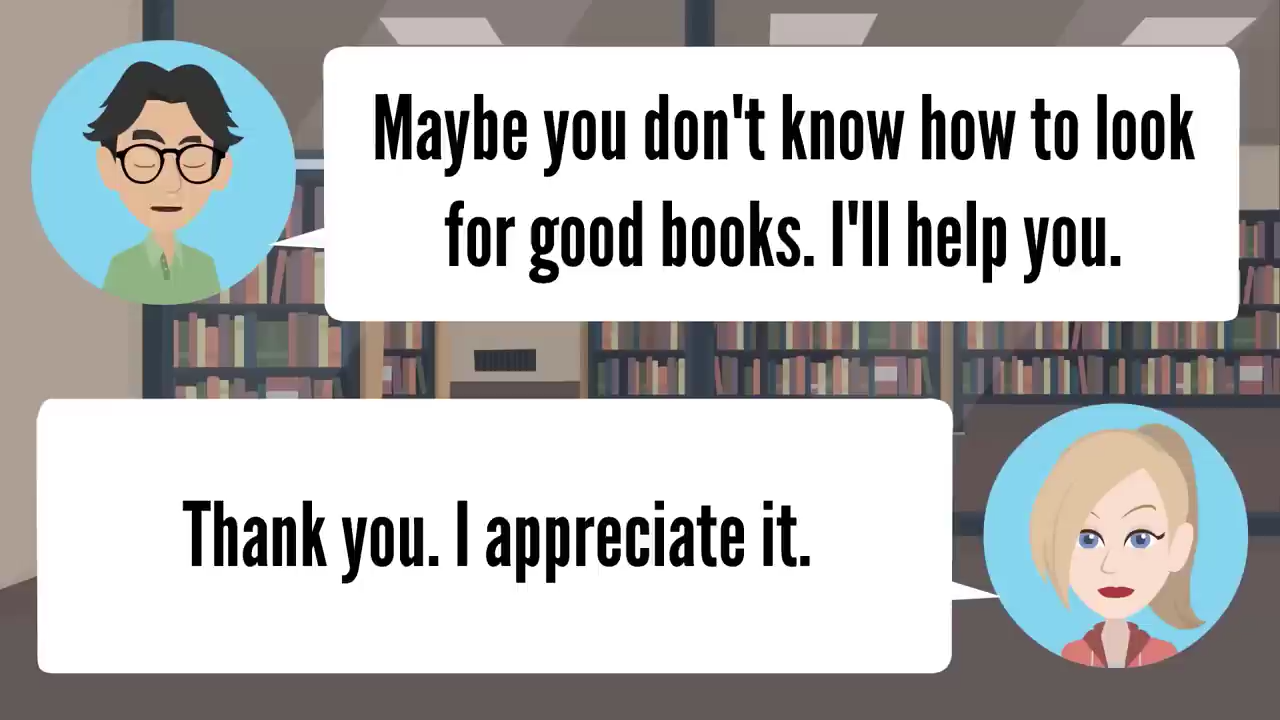 Maybe you don't know how to look
for good books. I'll help you.
Thank you. I appreciate it.